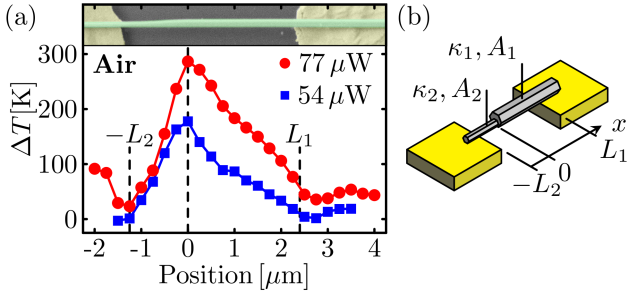 (a)
Air
77 μW
54 μW
−L₂
L₁
ΔT[K]
300
200
100
0
-2
-1
0
1
2
3
4
Position [μm]
(b)
κ₁, A₁
κ₂, A₂
x
L₁
0
−L₂